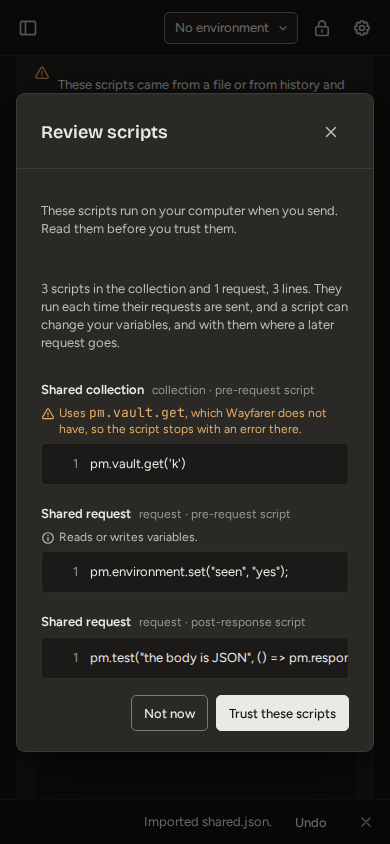 No environment
These scripts came from a file or from history and
Review scripts
These scripts run on your computer when you send.
Read them before you trust them.
3 scripts in the collection and 1 request, 3 lines. They
run each time their requests are sent, and a script can
change your variables, and with them where a later
request goes.
Shared collection collection · pre-request script
Uses pm.vault.get, which Wayfarer does not
have, so the script stops with an error there.
1 pm.vault.get('k')
Shared request request · pre-request script
Reads or writes variables.
1 pm.environment.set("seen", "yes");
Shared request request · post-response script
1 pm.test("the body is JSON", () => pm.respor
Not now Trust these scripts
Imported shared.json. Undo